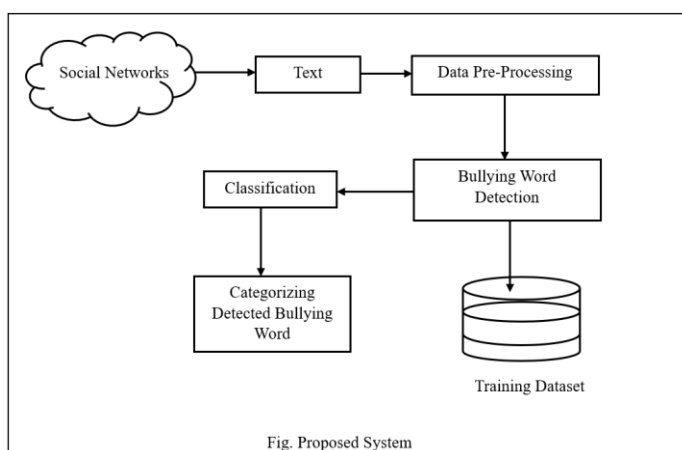 Social Networks
Text
Data Pre-Processing
Bullying Word
Detection
Classification
Categorizing
Detected Bullying
Word
Training Dataset
Fig. Proposed System